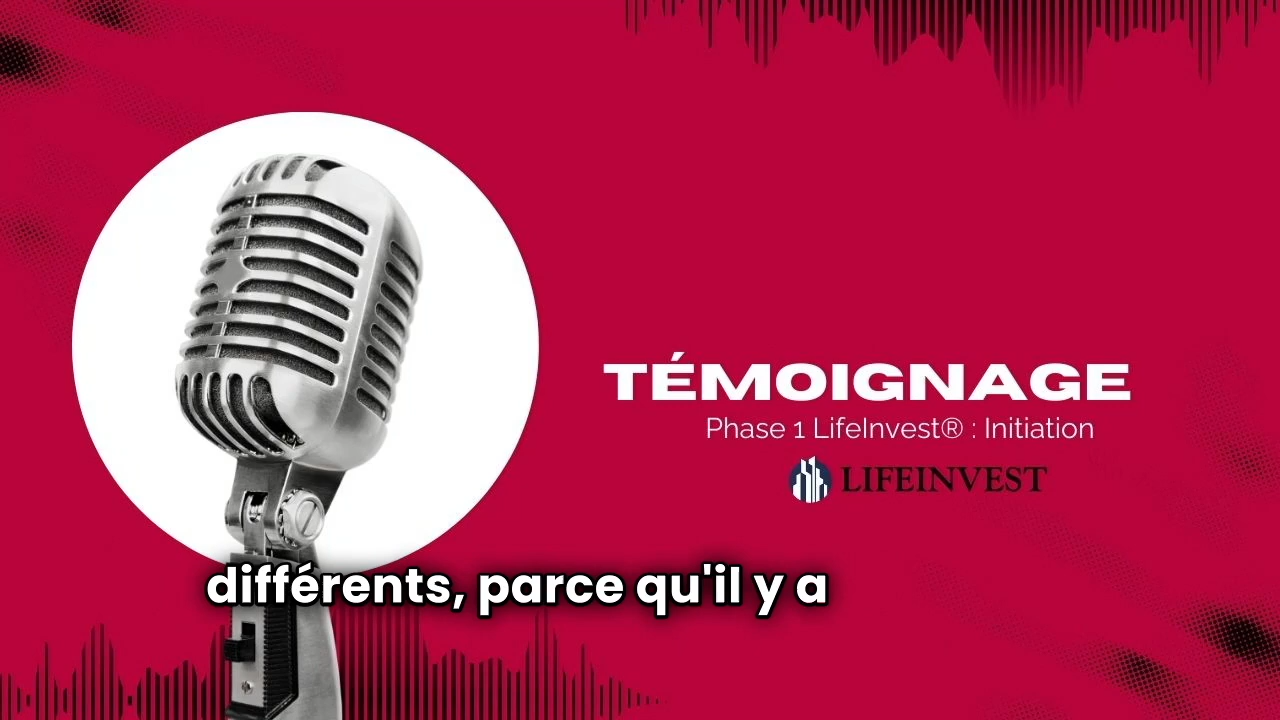 TÉMOIGNAGE
Phase 1 LifeInvest® : Initiation
LIFEINVEST
différents, parce qu'il y a